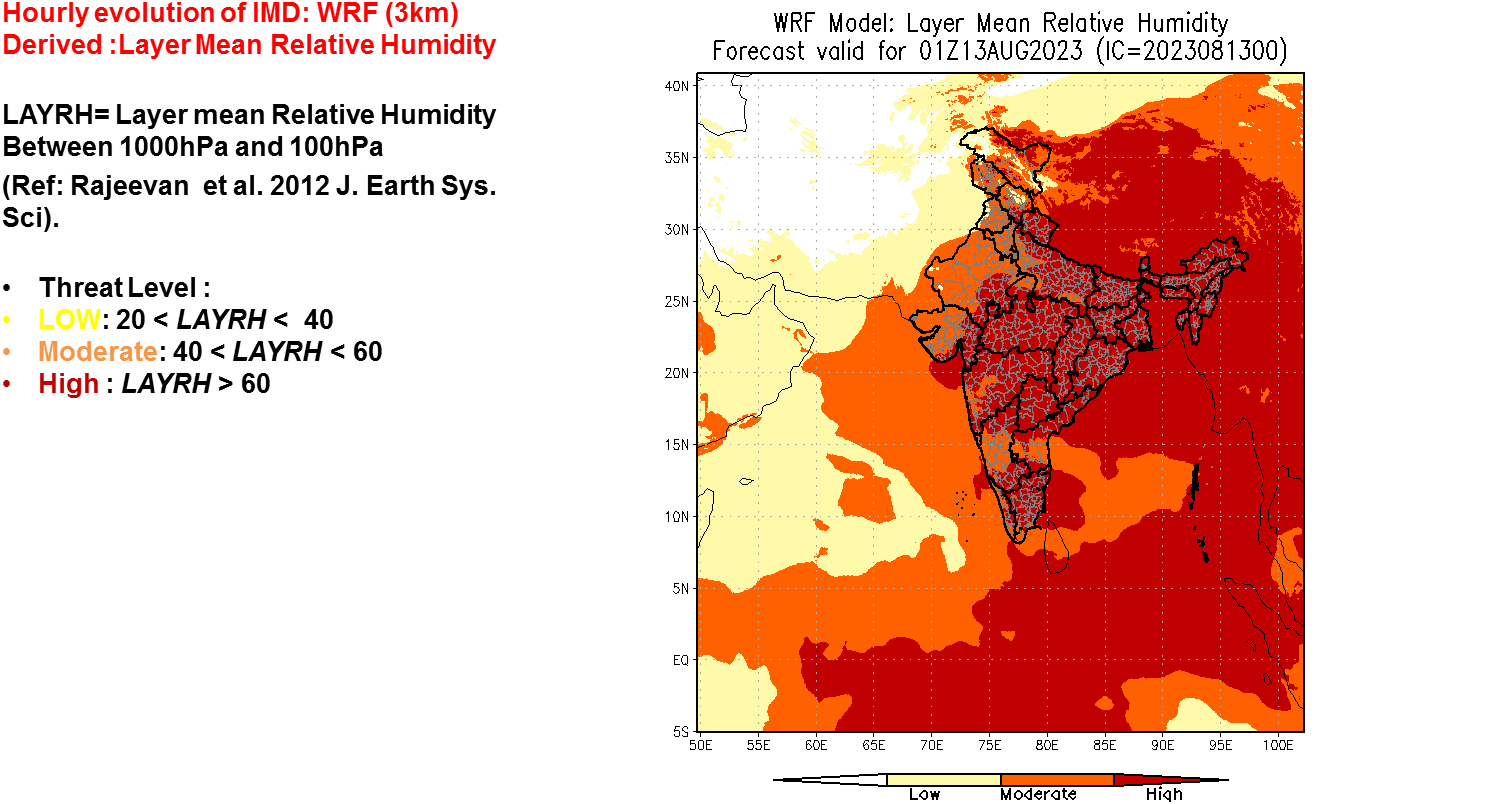 Hourly evolution of IMD: WRF (3km)
Derived :Layer Mean Relative Humidity
LAYRH= Layer mean Relative Humidity
Between 1000hPa and 100hPa
(Ref: Rajeevan et al. 2012 J. Earth Sys.
Sci).
• Threat Level :
• LOW: 20 < LAYRH < 40
• Moderate: 40 < LAYRH < 60
• High : LAYRH > 60
WRF Model: Layer Mean Relative Humidity
Forecast valid for 01Z13AUG2023 (IC=2023081300)
40N
35N
30N
25N
20N
15N
10N
5N
EQ
5S
50E 55E 60E 65E 70E 75E 80E 85E 90E 95E 100E
Low Moderate High